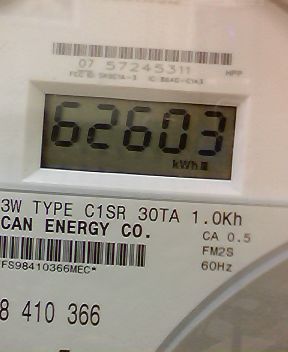 07 57245311
HPP
62603
kWh
3W TYPE C1SR 30TA 1.0Kh
CAN ENERGY CO.
CA 0.5
FM2S
60Hz
FS98410366MEC*
8 410 366